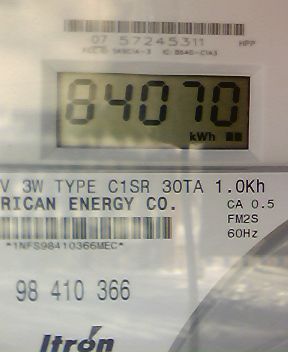 07 57245311 HPP
84070
kWh
V 3W TYPE C1SR 30TA 1.0Kh
RICAN ENERGY CO.
CA 0.5
FM2S
60Hz
*1NFS98410366MEC*
98 410 366
Itron